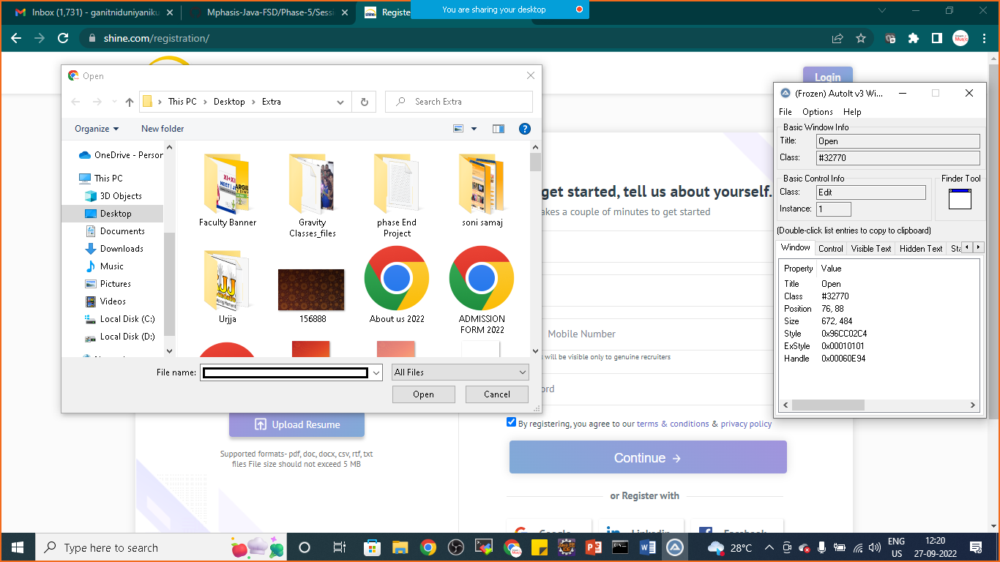 Inbox (1,731) - ganitniduniyaniku
Mphasis-Java-FSD/Phase-5/Sessi
shine
Registe
You are sharing your desktop
shine.com/registration/
Login
Open
This PC > Desktop > Extra
Search Extra
Organize
New folder
OneDrive - Person
This PC
3D Objects
Desktop
Documents
Downloads
Music
Pictures
Videos
Local Disk (C:)
Local Disk (D:)
Faculty Banner
Gravity
Classes_files
phase End
Project
soni samaj
Urjja
156888
About us 2022
ADMISSION
FORM 2022
File name:
All Files
Open
Cancel
Upload Resume
Supported formats- pdf, doc, docx, csv, rtf, txt
files File size should not exceed 5 MB
get started, tell us about yourself.
akes a couple of minutes to get started
Mobile Number
s will be visible only to genuine recruiters
ord
By registering, you agree to our terms & conditions & privacy policy
Continue →
or Register with
Google
Linkedin
Facebook
(Frozen) AutoIt v3 Wi...
File Options Help
Basic Window Info
Title: Open
Class: #32770
Basic Control Info
Class: Edit
Instance: 1
Finder Tool
(Double-click list entries to copy to clipboard)
Window Control Visible Text Hidden Text Sta
Property Value
Title Open
Class #32770
Position 76, 88
Size 672, 484
Style 0x96CC02C4
ExStyle 0x00010101
Handle 0x00060E94
Type here to search
28°C
ENG
US
12:20
27-09-2022